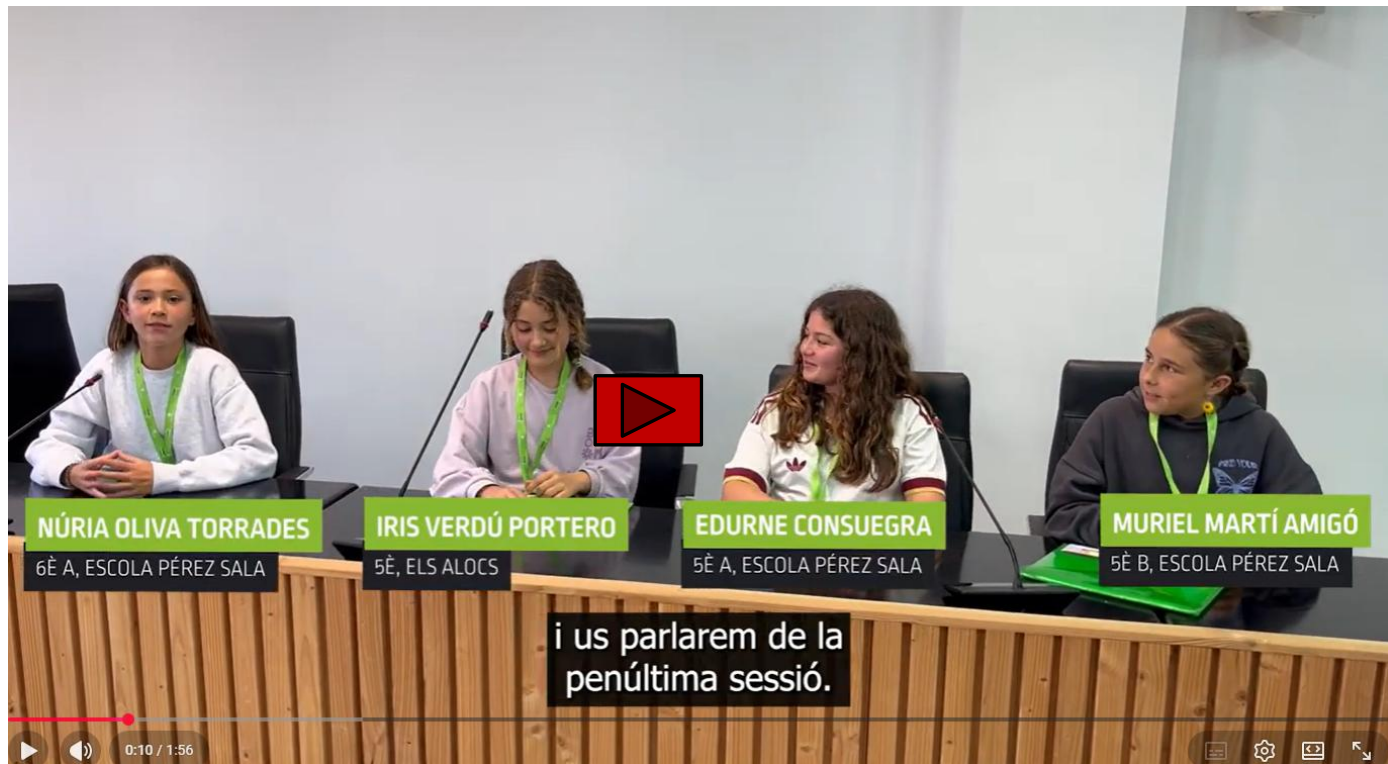 NÚRIA OLIVA TORRADES
6È A, ESCOLA PÉREZ SALA
IRIS VERDÚ PORTERO
5È, ELS ALOCS
EDURNE CONSUEGRA
5È A, ESCOLA PÉREZ SALA
MURIEL MARTÍ AMIGÓ
5È B, ESCOLA PÉREZ SALA
i us parlarem de la
penúltima sessió.
0:10 / 1:56